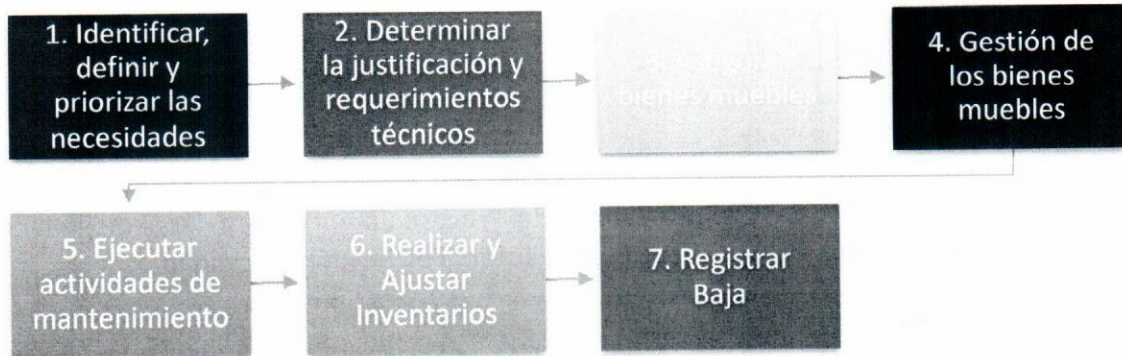 1. Identificar,
definir y
priorizar las
necesidades
2. Determinar
la justificación y
requerimientos
técnicos
bienes muebles
4. Gestión de
los bienes
muebles
5. Ejecutar
actividades de
mantenimiento
6. Realizar y
Ajustar
Inventarios
7. Registrar
Baja